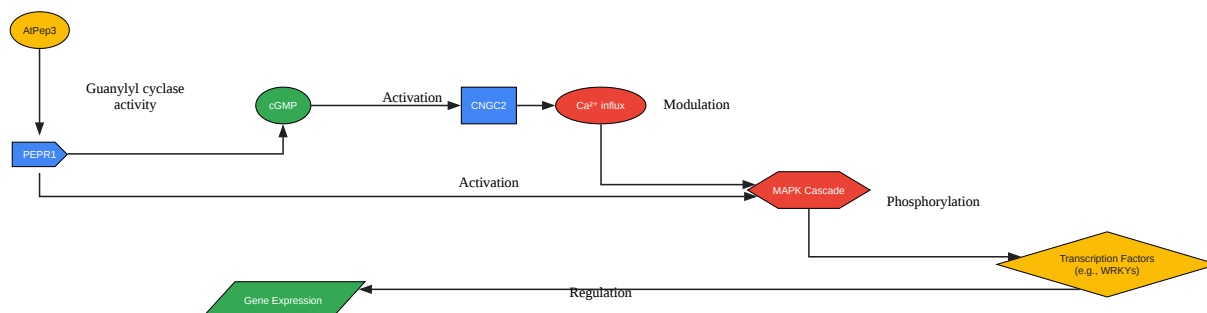 AtPep3
Guanylyl cyclase
activity
cGMP
Activation
CNGC2
Ca²⁺ influx
Modulation
PEPR1
Activation
MAPK Cascade
Phosphorylation
Transcription Factors
(e.g., WRKYs)
Regulation
Gene Expression